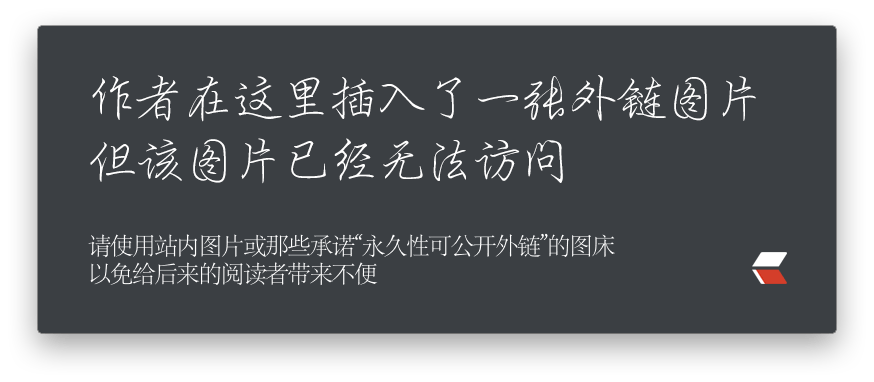 作者在这里插入了一张外链图片
但该图片已经无法访问
请使用站内图片或那些承诺“永久性可公开外链”的图床
以免给后来的阅读者带来不便